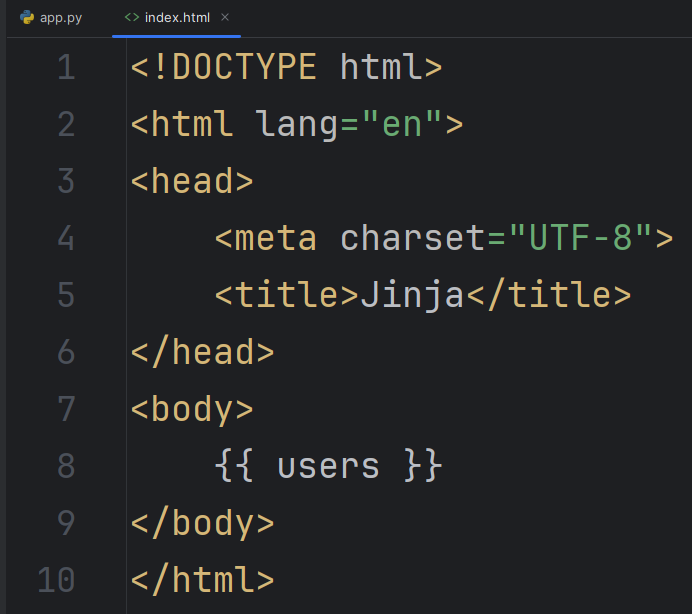 app.py index.html ×
1 <!DOCTYPE html>
2 <html lang="en">
3 <head>
4     <meta charset="UTF-8">
5     <title>Jinja</title>
6 </head>
7 <body>
8     {{ users }}
9 </body>
10 </html>